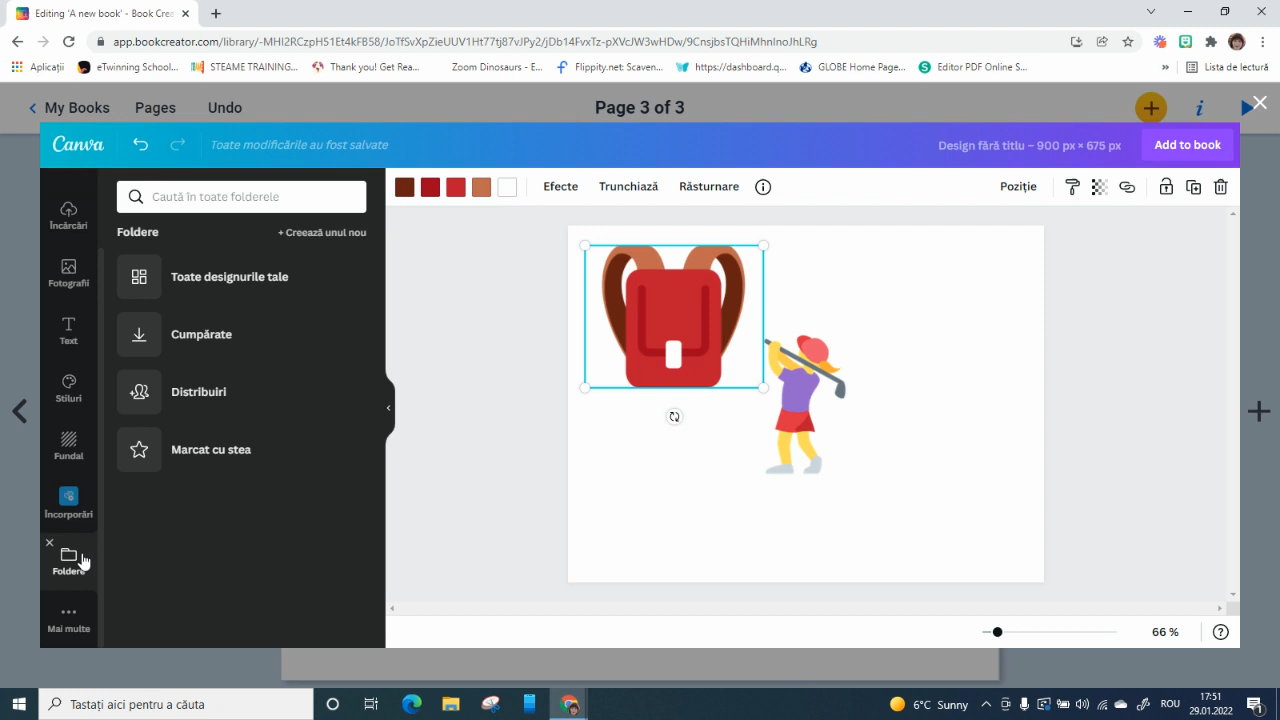 Editing 'A new book' - Book Crea
app.bookcreator.com/library/-MHI2RCzpH51Et4kFB58/JoTfSvXpZieUUV1Ht77tj87vJPy2/jDb14FvxTz-pXVcJW3wHDw/9CnsjbsTQHiMhnInoJhLRg
Aplicații
eTwinning School...
STEAME TRAINING...
Thank you! Get Rea...
Zoom Dinosaurs - E...
Flippity.net: Scaven...
https://dashboard.q...
GLOBE Home Page...
Editor PDF Online S...
»
Lista de lectură
My Books
Pages
Undo
Page 3 of 3
Canva
Toate modificările au fost salvate
Design fără titlu – 900 px × 675 px
Add to book
Încărcări
Fotografii
Text
Stiluri
Fundal
Încorporări
Foldere
Mai multe
Caută în toate folderele
Foldere
+ Creează unul nou
Toate designurile tale
Cumpărate
Distribuiri
Marcat cu stea
Efecte
Trunchiază
Răsturnare
Poziție
66 %
Tastați aici pentru a căuta
6°C Sunny
ROU
17:51
29.01.2022
1